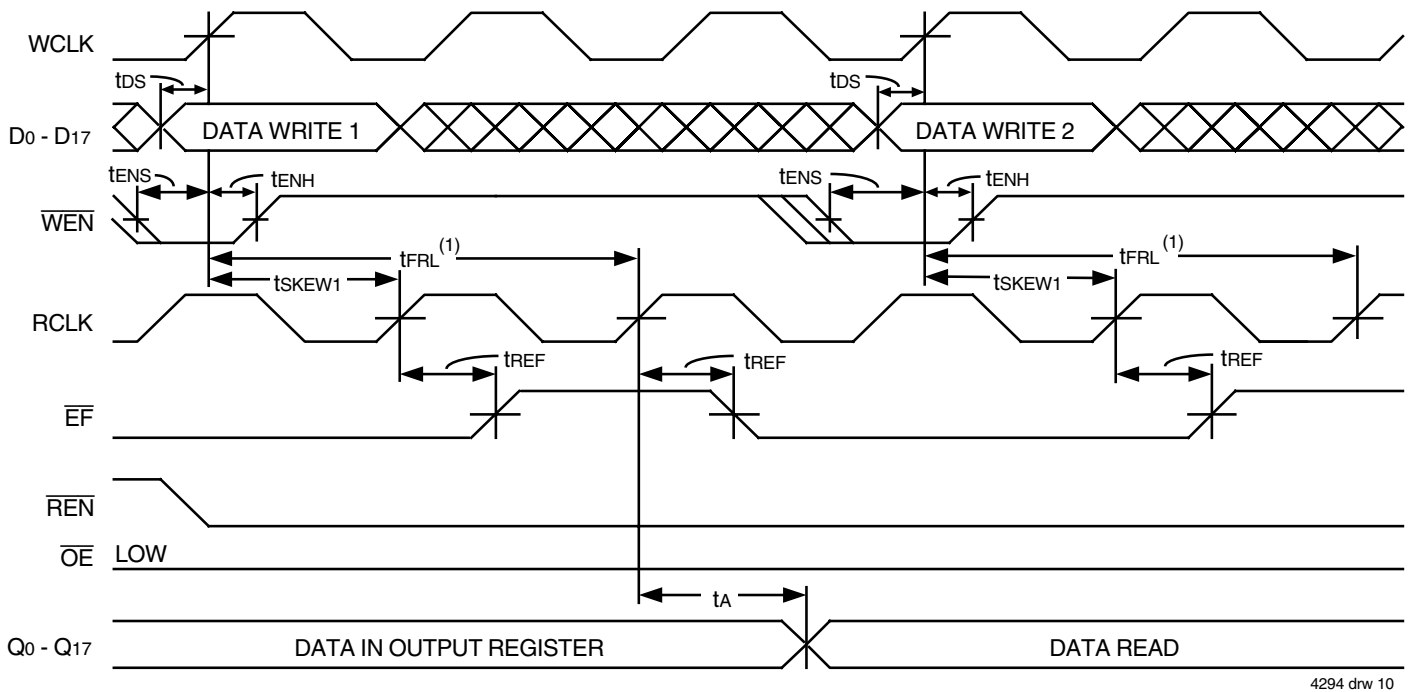 WCLK
tDS tDS
D0 - D17 DATA WRITE 1 DATA WRITE 2
tENS tENH tENS tENH
WEN
tFRL(1) tFRL(1)
tSKEW1 tSKEW1
RCLK
tREF tREF tREF
EF
REN
OE LOW
tA
Q0 - Q17 DATA IN OUTPUT REGISTER DATA READ
4294 drw 10